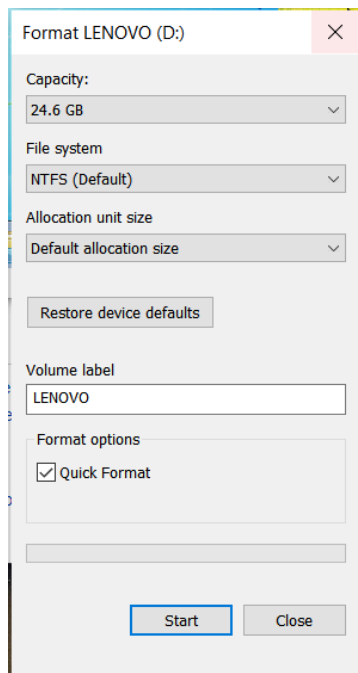 Format LENOVO (D:)
Capacity:
24.6 GB
File system
NTFS (Default)
Allocation unit size
Default allocation size
Restore device defaults
Volume label
LENOVO
Format options
Quick Format
Start
Close